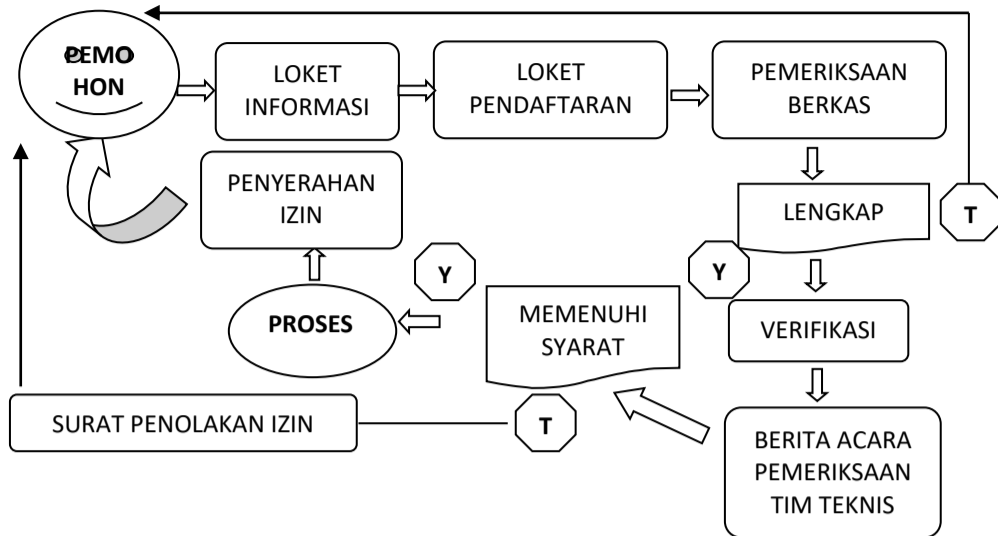 PEMO
HON
LOKET
INFORMASI
LOKET
PENDAFTARAN
PEMERIKSAAN
BERKAS
PENYERAHAN
IZIN
LENGKAP
T
Y
Y
PROSES
MEMENUHI
SYARAT
VERIFIKASI
SURAT PENOLAKAN IZIN
T
BERITA ACARA
PEMERIKSAAN
TIM TEKNIS